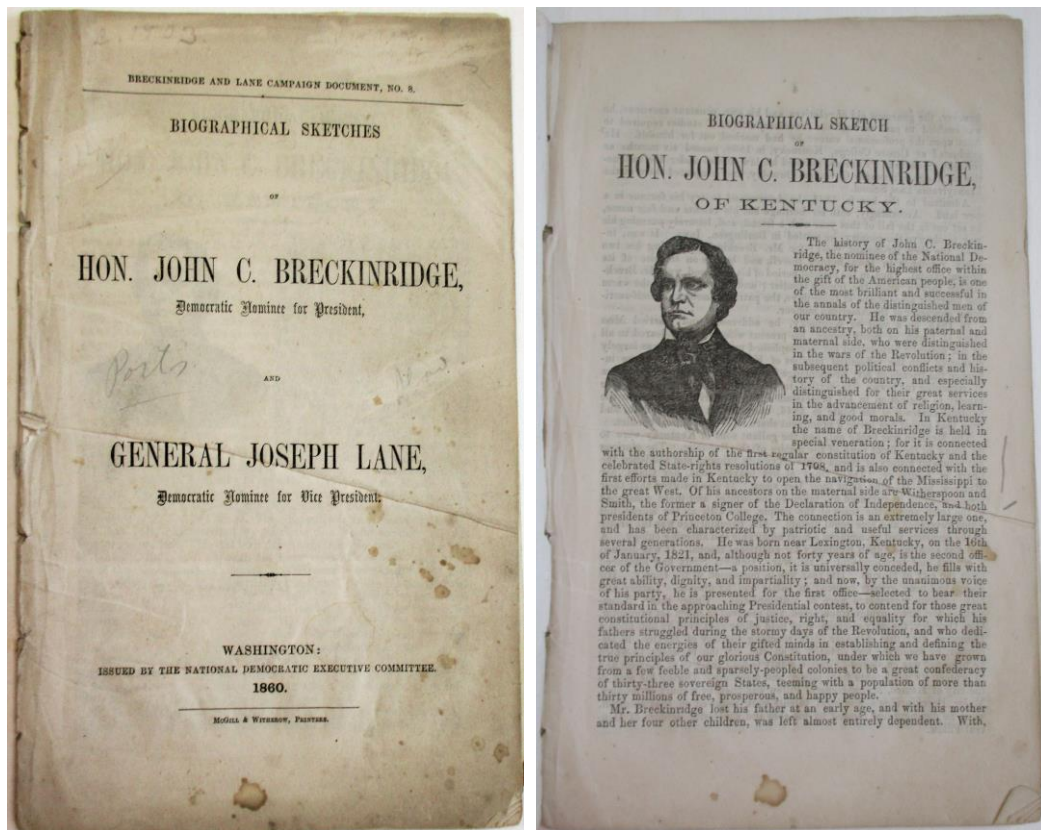 BRECKINRIDGE AND LANE CAMPAIGN DOCUMENT, NO. 8.
BIOGRAPHICAL SKETCHES
OF
HON. JOHN C. BRECKINRIDGE,
Democratic Nominee for President,
Ports
AND
GENERAL JOSEPH LANE,
Democratic Nominee for Vice President.
WASHINGTON:
ISSUED BY THE NATIONAL DEMOCRATIC EXECUTIVE COMMITTEE.
1860.
McGill & Witherow, Printers.
BIOGRAPHICAL SKETCH
OF
HON. JOHN C. BRECKINRIDGE,
OF KENTUCKY.
The history of John C. Breckin-
ridge, the nominee of the National De-
mocracy, for the highest office within
the gift of the American people, is one
of the most brilliant and successful in
the annals of the distinguished men of
our country. He was descended from
an ancestry, both on his paternal and
maternal side, who were distinguished
in the wars of the Revolution; in the
subsequent political conflicts and his-
tory of the country, and especially
distinguished for their great services
in the advancement of religion, learn-
ing, and good morals. In Kentucky
the name of Breckinridge is held in
special veneration; for it is connected
with the authorship of the first regular constitution of Kentucky and the
celebrated State-rights resolutions of 1798, and is also connected with the
first efforts made in Kentucky to open the navigation of the Mississippi to
the great West. Of his ancestors on the maternal side are Witherspoon and
Smith, the former a signer of the Declaration of Independence, and both
presidents of Princeton College. The connection is an extremely large one,
and has been characterized by patriotic and useful services through
several generations. He was born near Lexington, Kentucky, on the 16th
of January, 1821, and, although not forty years of age, is the second offi-
cer of the Government—a position, it is universally conceded, he fills with
great ability, dignity, and impartiality; and now, by the unanimous voice
of his party, he is presented for the first office—selected to bear their
standard in the approaching Presidential contest, to contend for those great
constitutional principles of justice, right, and equality for which his
fathers struggled during the stormy days of the Revolution, and who dedi-
cated the energies of their gifted minds in establishing and defining the
true principles of our glorious Constitution, under which we have grown
from a few feeble and sparsely-peopled colonies to be a great confederacy
of thirty-three sovereign States, teeming with a population of more than
thirty millions of free, prosperous, and happy people.
Mr. Breckinridge lost his father at an early age, and with his mother
and her four other children, was left almost entirely dependent. With,